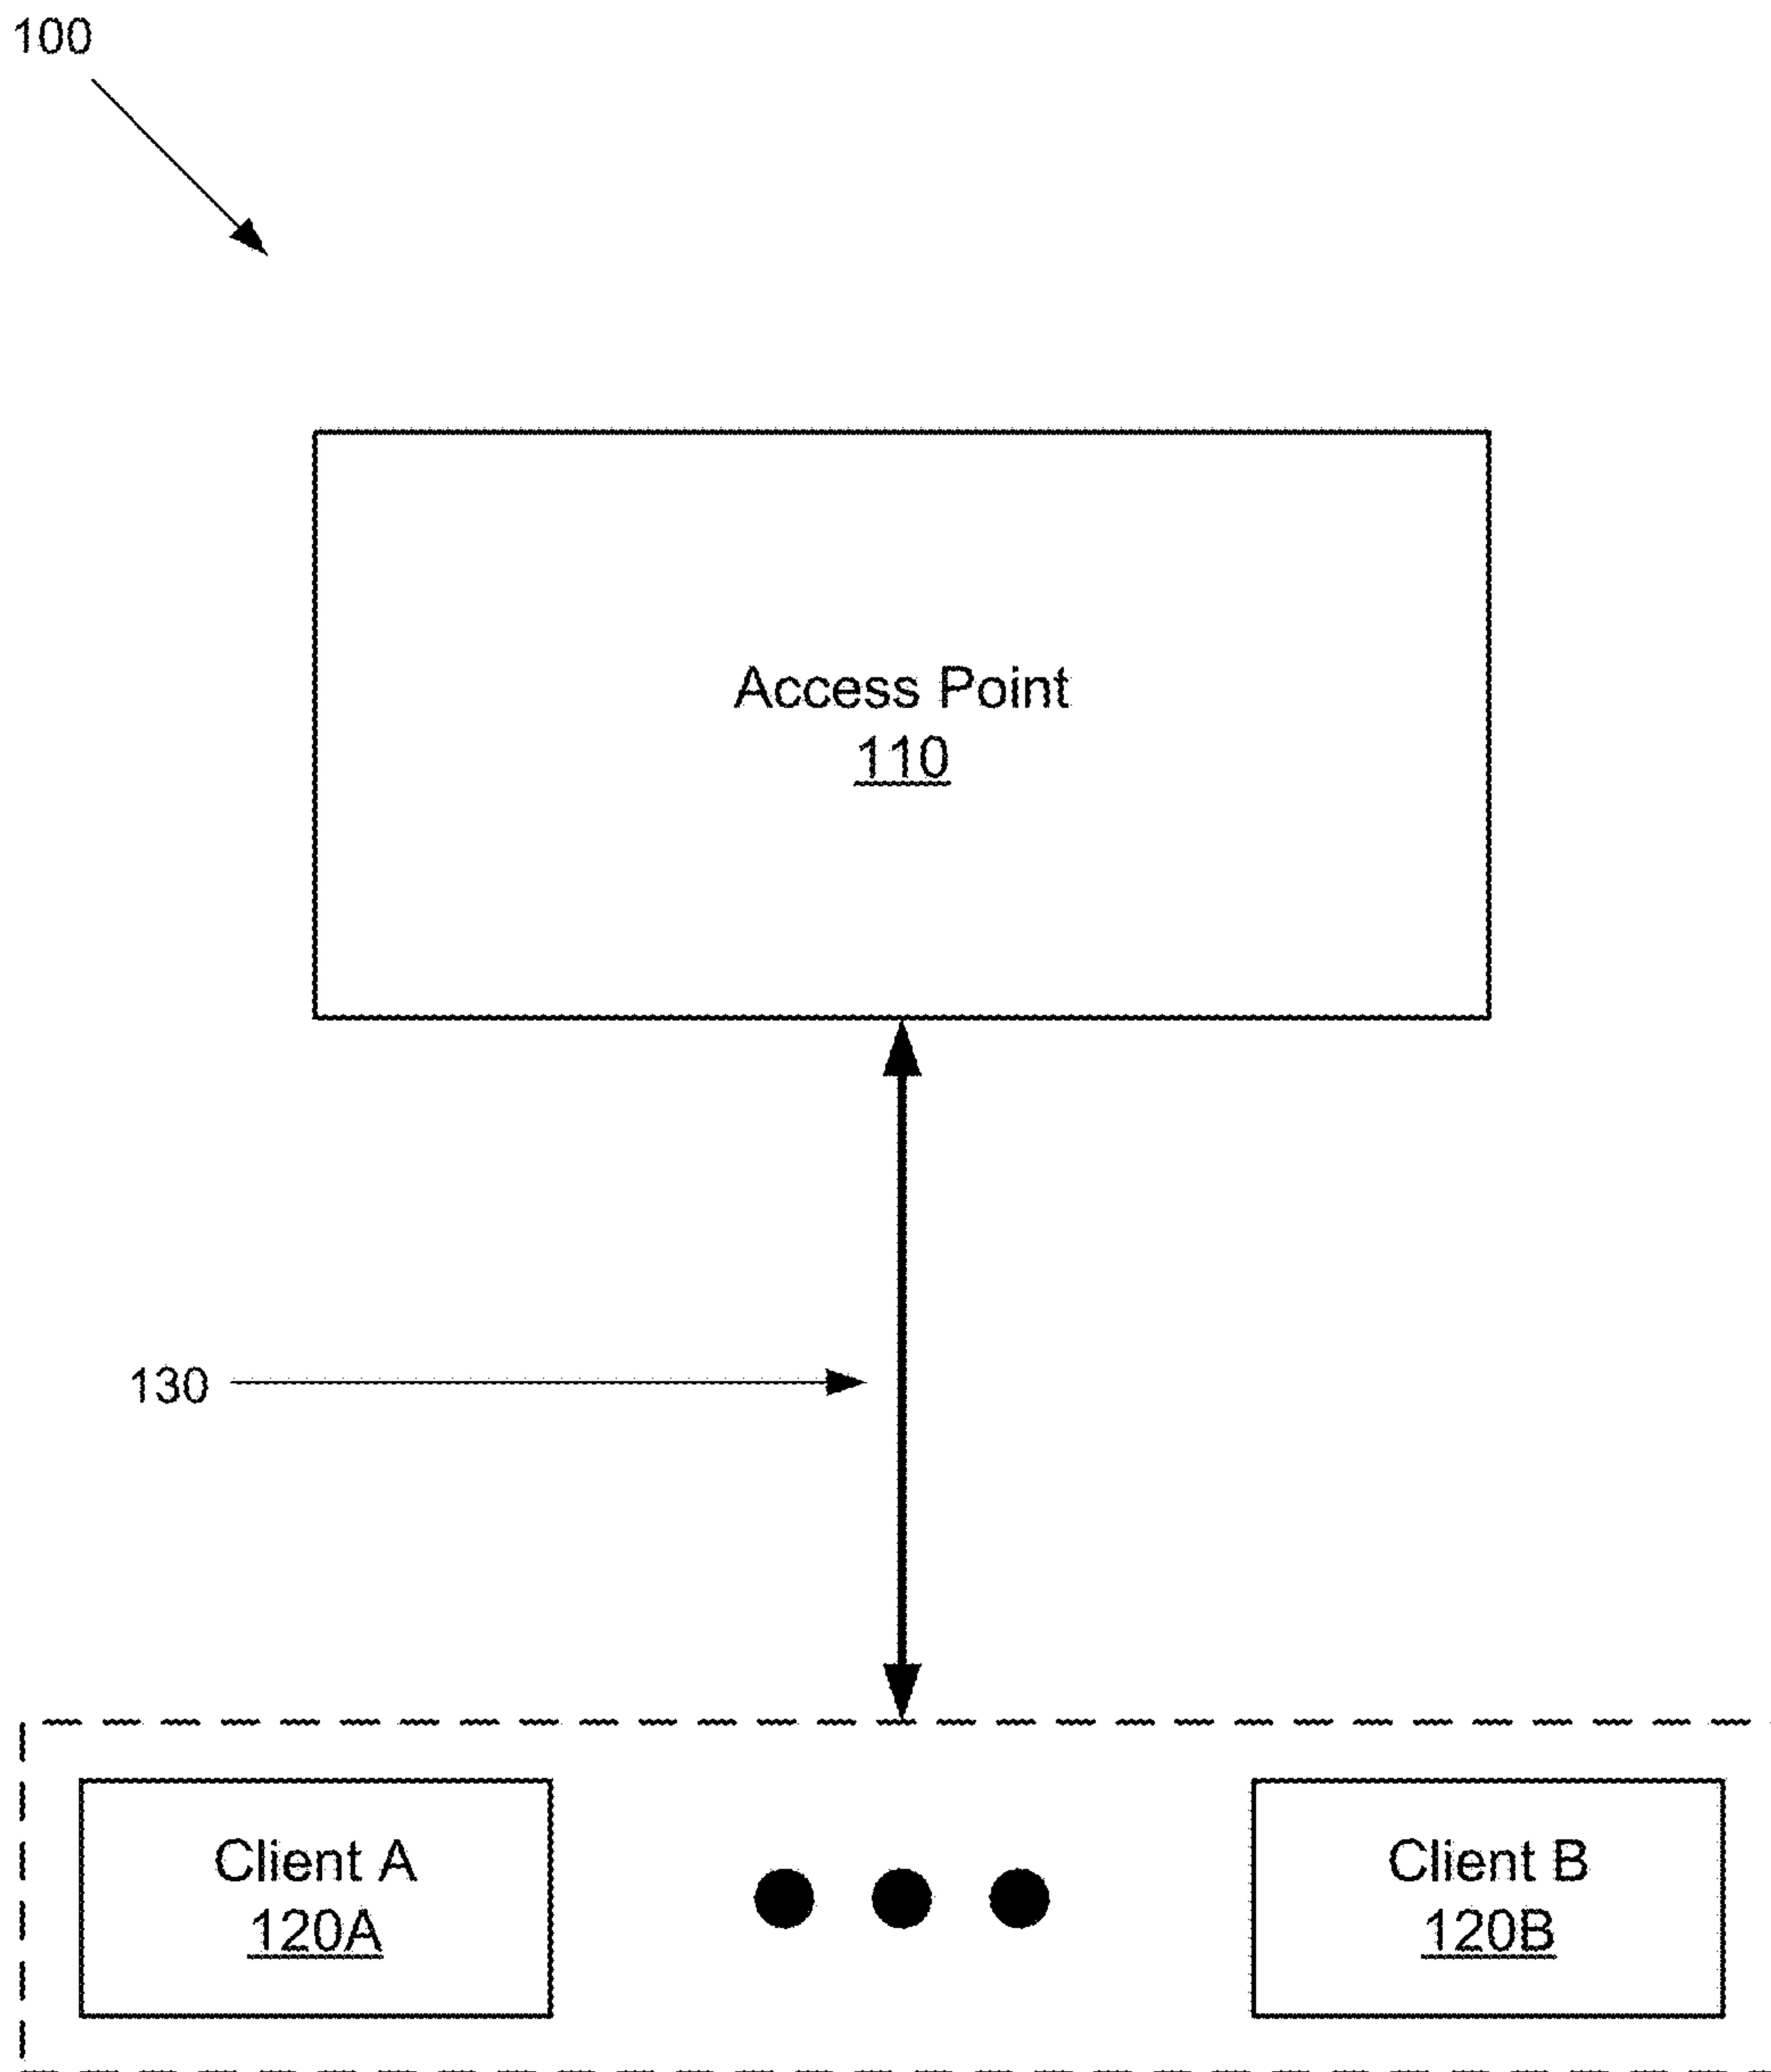 100
Access Point
110
130
Client A
120A
Client B
120B